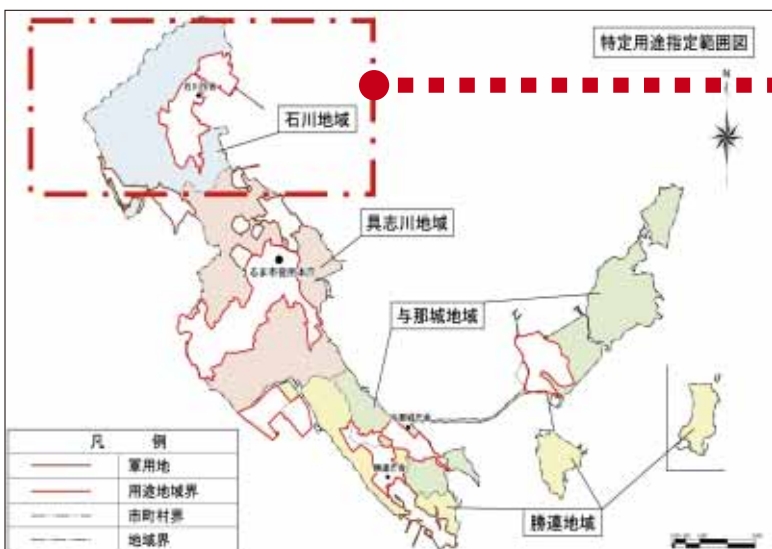 特定用途指定範囲図
N
石川地域
具志川地域
るま市役所本庁
与那城地域
勝連地域
凡 例
軍用地
用途地域界
市町村界
地域界